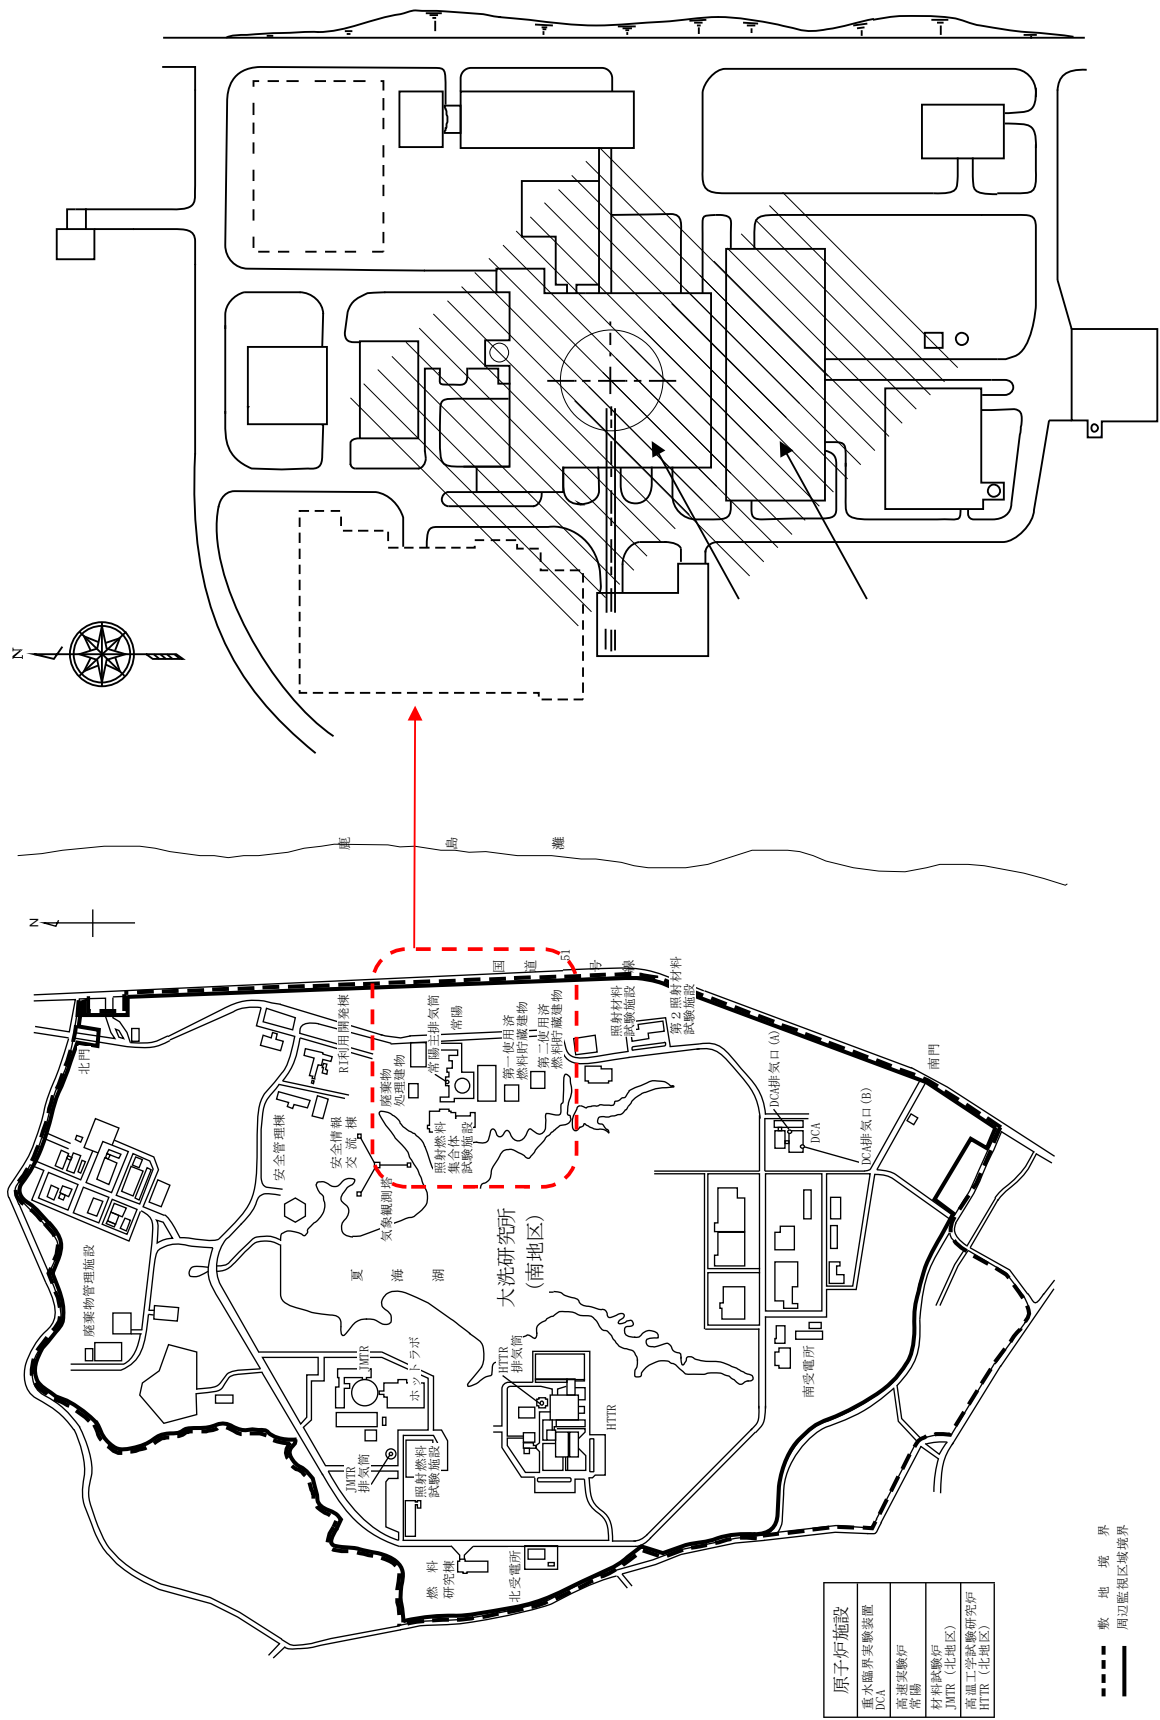 N
鹿島灘
N
国道51号線
北門
RI利用開発棟
常陽主排気筒
常陽
第一使用済
燃料貯蔵建物
第二使用済
燃料貯蔵建物
照射材料
試験施設
第2照射材料
試験施設
廃棄物
処理建物
安全管理棟
安全情報
交流棟
照射燃料
集合体
試験施設
気象観測塔
DCA排気口(A)
DCA
DCA排気口(B)
南門
廃棄物管理施設
夏海湖
大洗研究所
(南地区)
JMTR
ホットラボ
HTTR
排気筒
HTTR
南受電所
JMTR
排気筒
照射燃料
試験施設
燃料
研究棟
北受電所
原子炉施設
重水臨界実験装置
DCA
高速実験炉
常陽
材料試験炉
JMTR (北地区)
高温工学試験研究炉
HTTR (北地区)
敷地境界
周辺監視区域境界